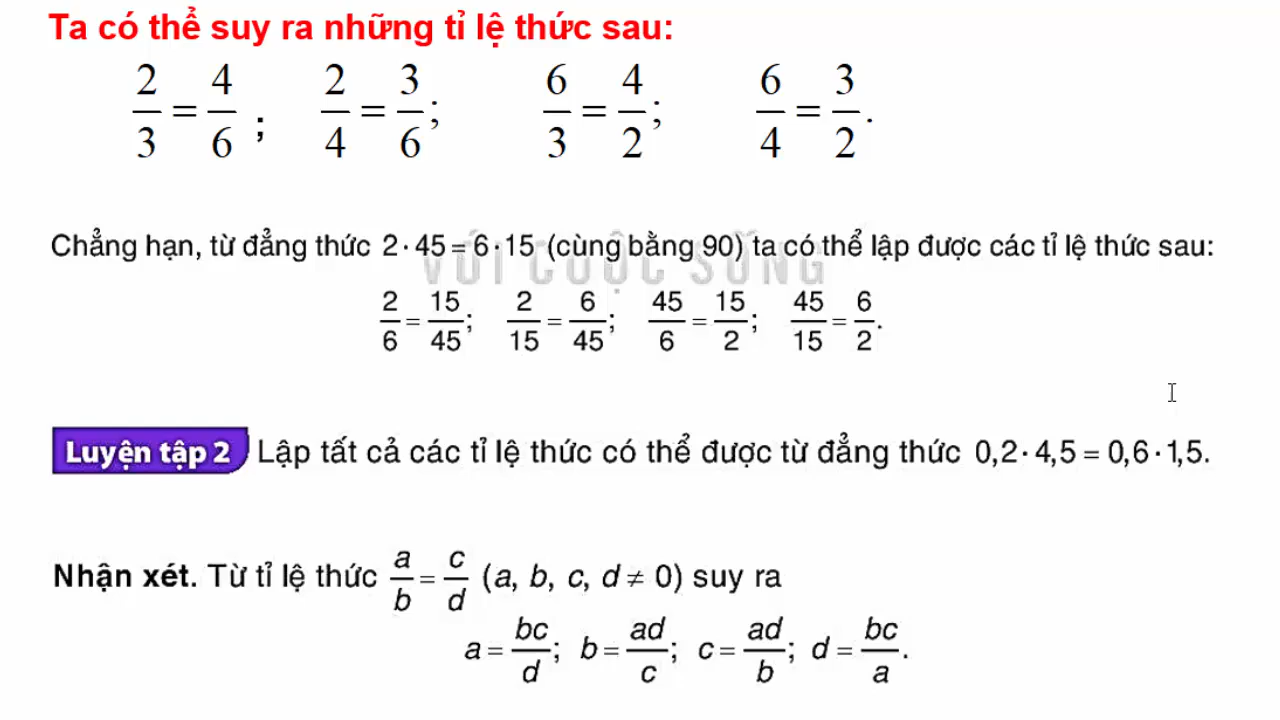 Ta có thể suy ra những tỉ lệ thức sau:
2/3 = 4/6 ; 2/4 = 3/6; 6/3 = 4/2; 6/4 = 3/2.
Chẳng hạn, từ đẳng thức 2 · 45 = 6 · 15 (cùng bằng 90) ta có thể lập được các tỉ lệ thức sau:
VỚI CUỘC SỐNG
2/6 = 15/45; 2/15 = 6/45; 45/6 = 15/2; 45/15 = 6/2.
Luyện tập 2 Lập tất cả các tỉ lệ thức có thể được từ đẳng thức 0,2 · 4,5 = 0,6 · 1,5.
Nhận xét. Từ tỉ lệ thức a/b = c/d (a, b, c, d ≠ 0) suy ra
a = bc/d; b = ad/c; c = ad/b; d = bc/a.